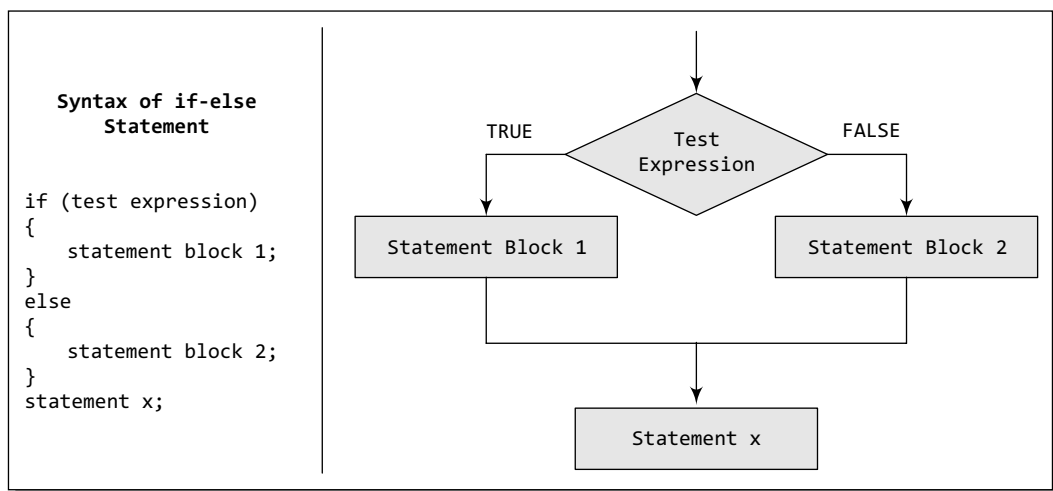 Syntax of if-else
Statement
if (test expression)
{
statement block 1;
}
else
{
statement block 2;
}
statement x;
TRUE
FALSE
Test
Expression
Statement Block 1
Statement Block 2
Statement x